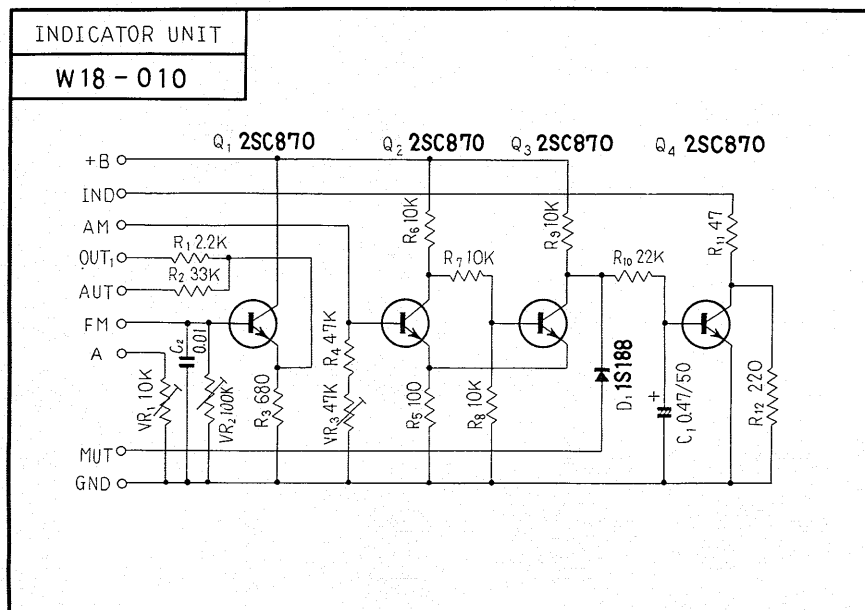 INDICATOR UNIT
W18-010
Q1 2SC870
Q2 2SC870
Q3 2SC870
Q4 2SC870
+B
IND
AM
OUT1
AUT
FM
A
MUT
GND
R1 2.2K
R2 33K
C2 0.01
VR1 10K
VR2 100K
R3 680
R4 47K
VR3 47K
R6 10K
R7 10K
R5 100
R8 10K
R9 10K
R10 22K
D1 1S188
+
C1 0.47/50
R11 47
R12 220